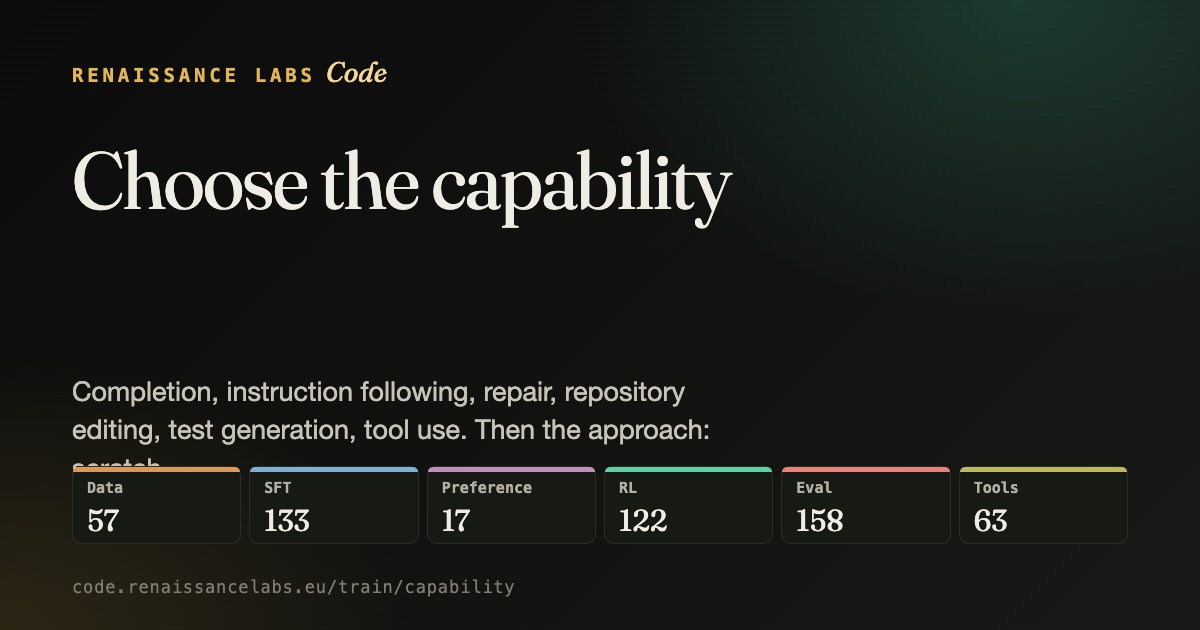 RENAISSANCE LABS Code
Choose the capability
Completion, instruction following, repair, repository
editing, test generation, tool use. Then the approach:
Data
57
SFT
133
Preference
17
RL
122
Eval
158
Tools
63
code.renaissancelabs.eu/train/capability